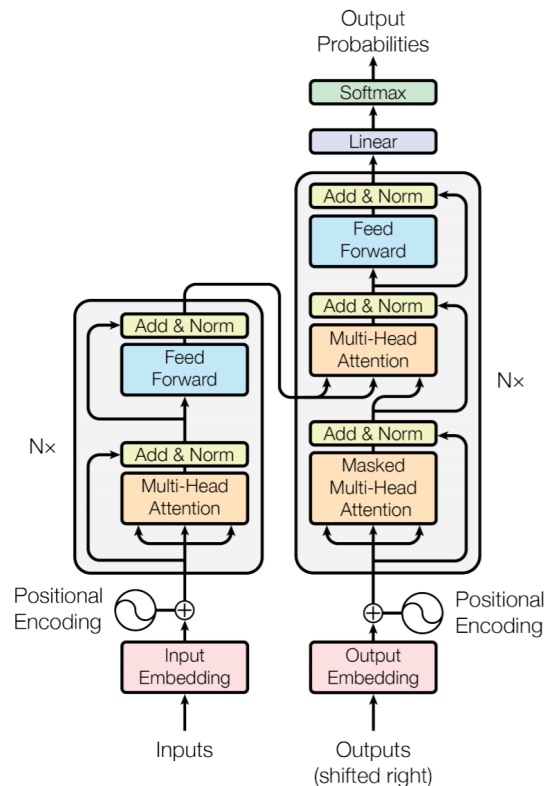 Output
Probabilities
Softmax
Linear
Add & Norm
Feed
Forward
Add & Norm
Multi-Head
Attention
Nx
Add & Norm
Masked
Multi-Head
Attention
Add & Norm
Feed
Forward
Nx
Add & Norm
Multi-Head
Attention
Positional
Encoding
Positional
Encoding
Input
Embedding
Output
Embedding
Inputs
Outputs
(shifted right)